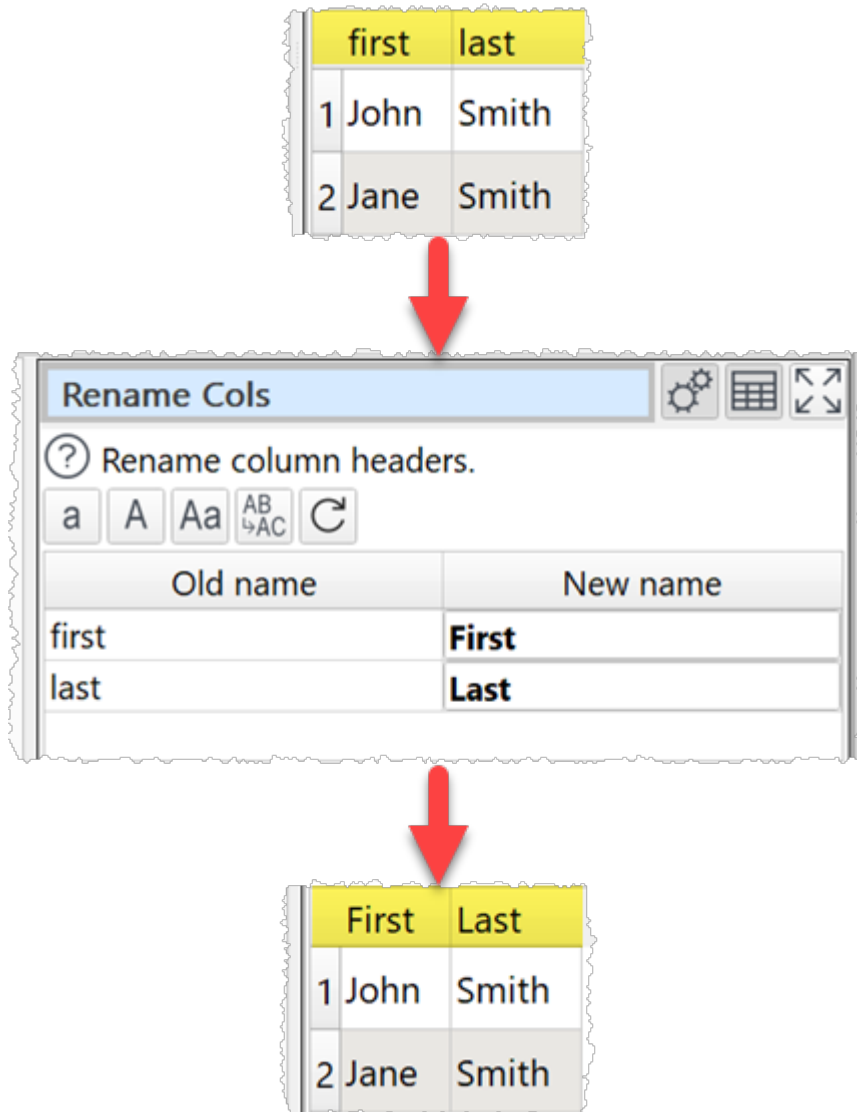 first last
1 John Smith
2 Jane Smith
Rename Cols
? Rename column headers.
a A Aa AB
↳AC
Old name New name
first First
last Last
First Last
1 John Smith
2 Jane Smith